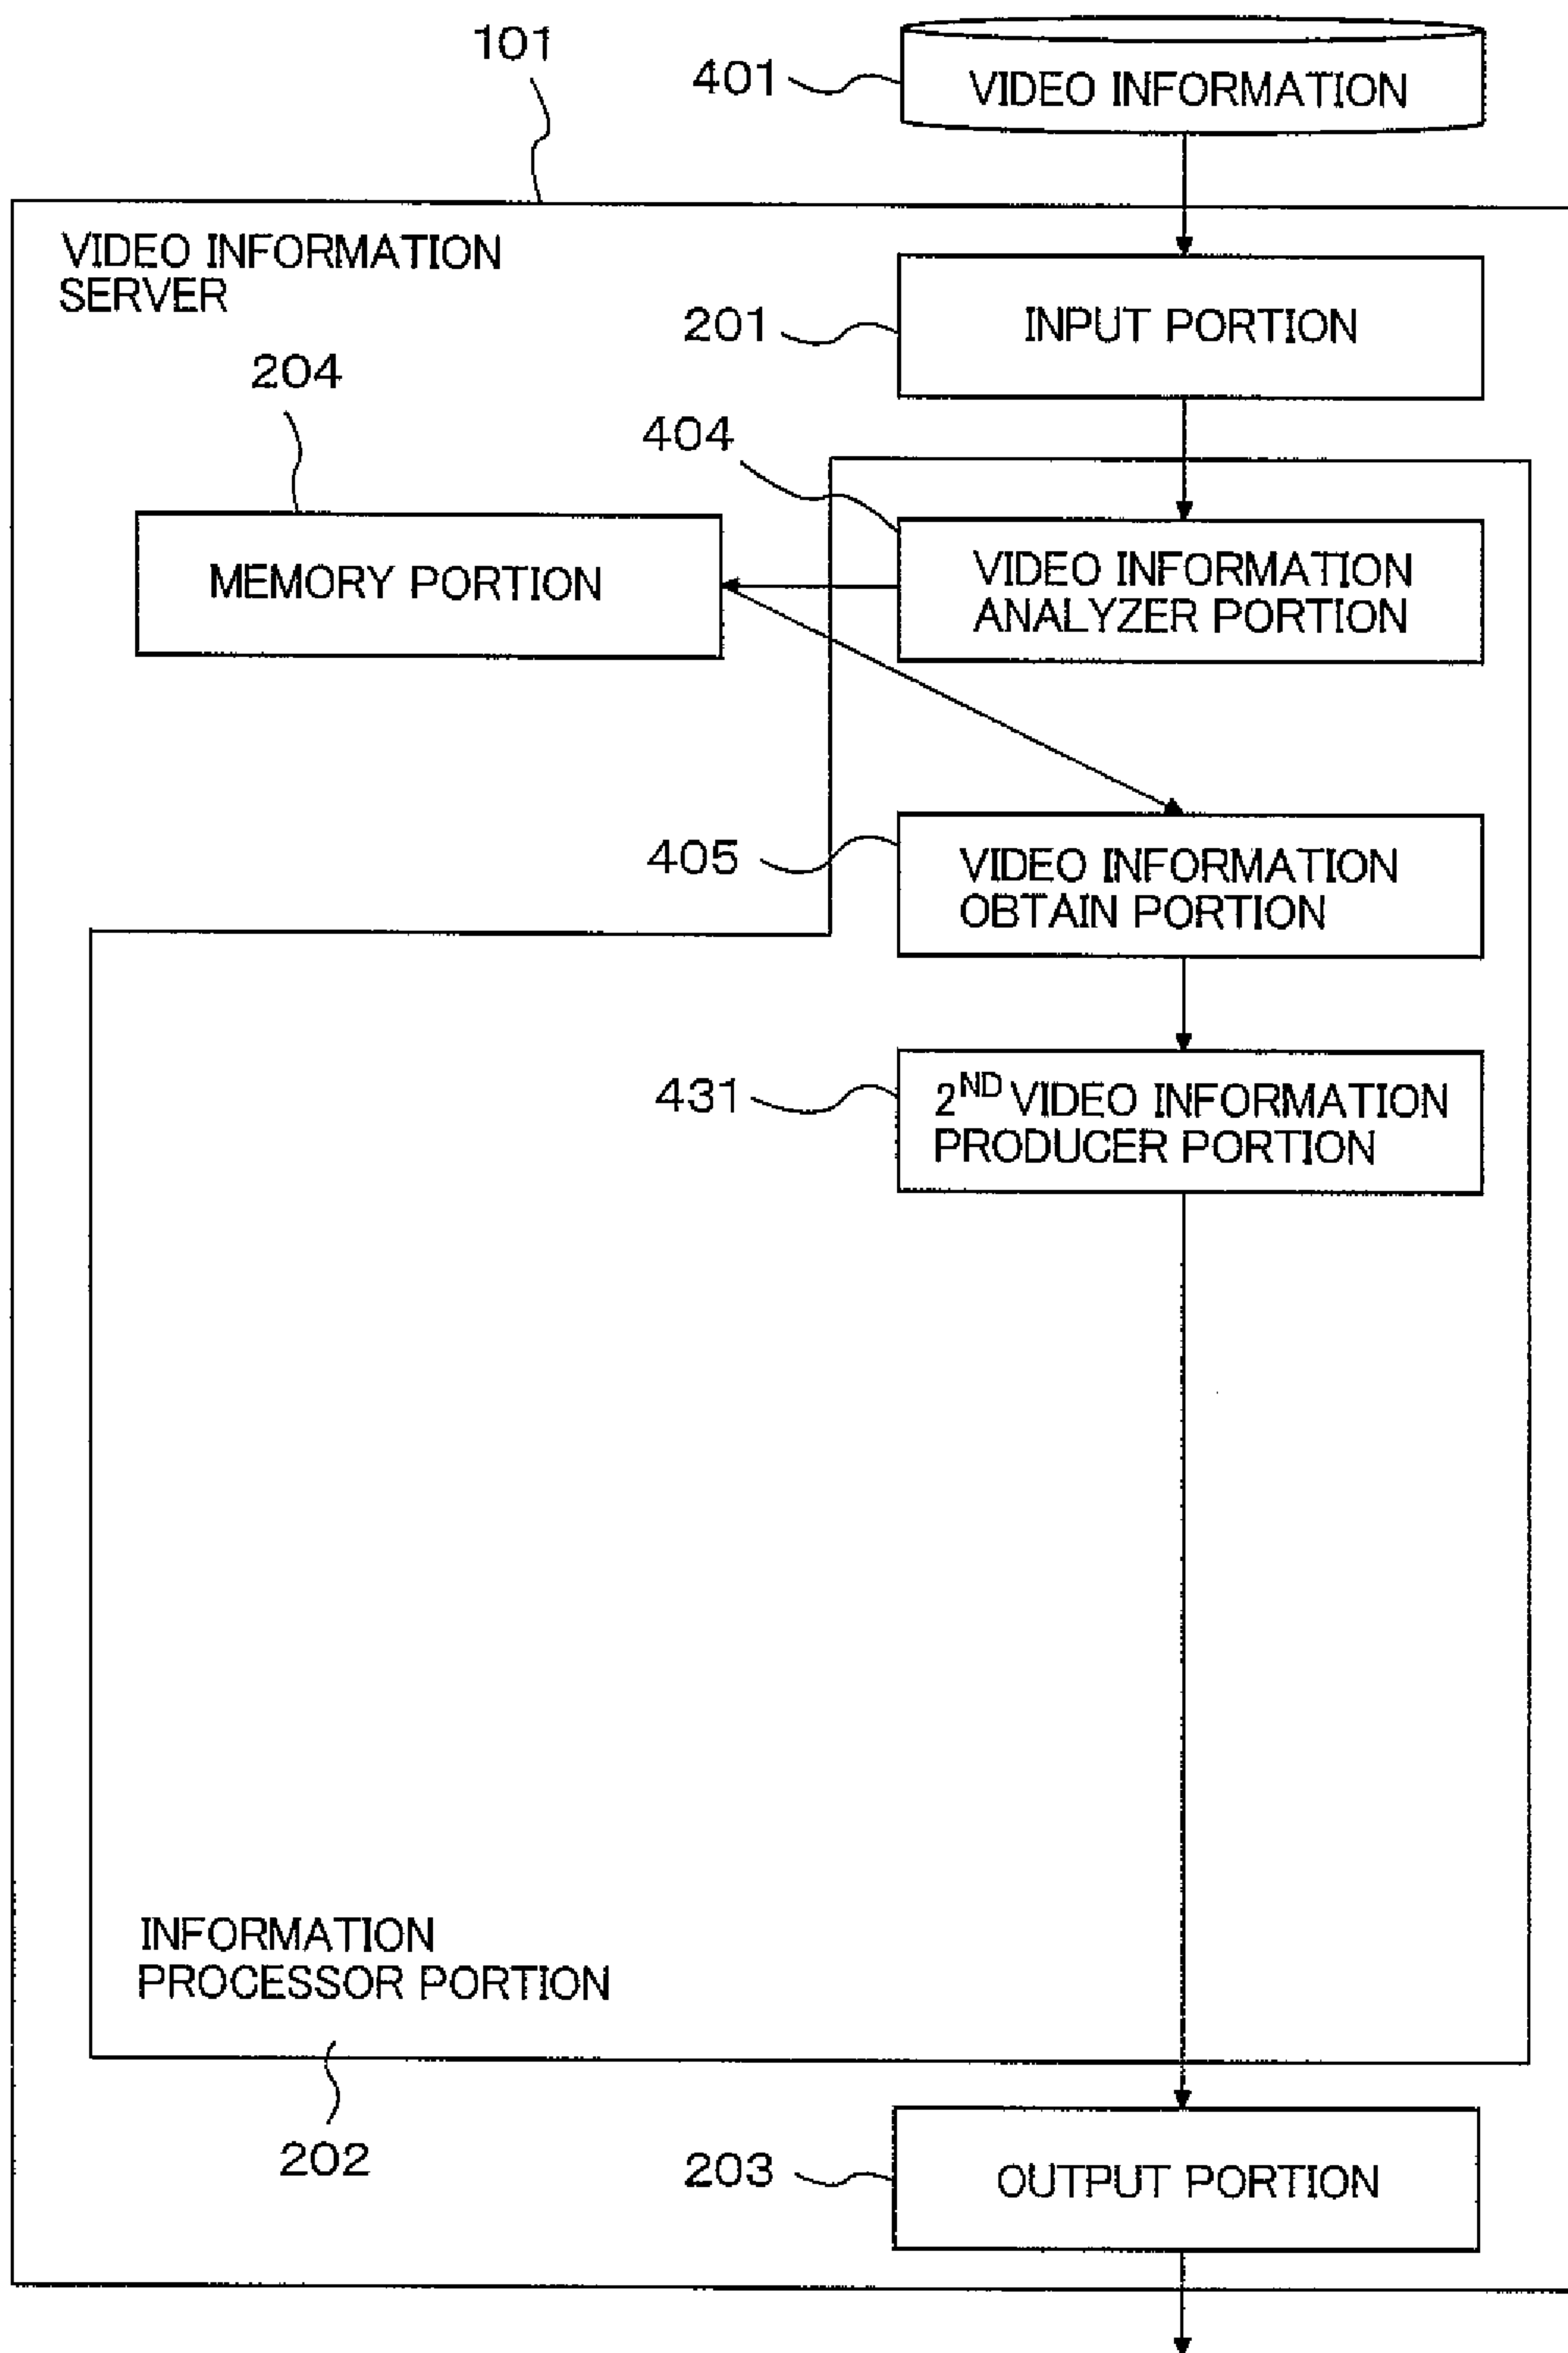 101
401
VIDEO INFORMATION
VIDEO INFORMATION
SERVER
201
INPUT PORTION
204
404
MEMORY PORTION
VIDEO INFORMATION
ANALYZER PORTION
405
VIDEO INFORMATION
OBTAIN PORTION
431
2ND VIDEO INFORMATION
PRODUCER PORTION
INFORMATION
PROCESSOR PORTION
202
203
OUTPUT PORTION